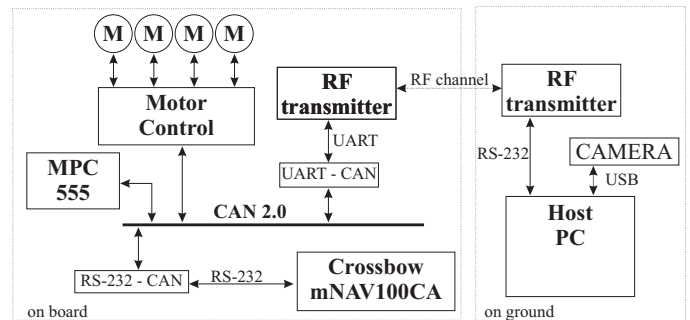 M M M M
Motor
Control
RF
transmitter
RF channel
RF
transmitter
UART
RS-232
CAMERA
MPC
555
UART - CAN
USB
CAN 2.0
Host
PC
RS-232 - CAN
RS-232
Crossbow
mNAV100CA
on board
on ground